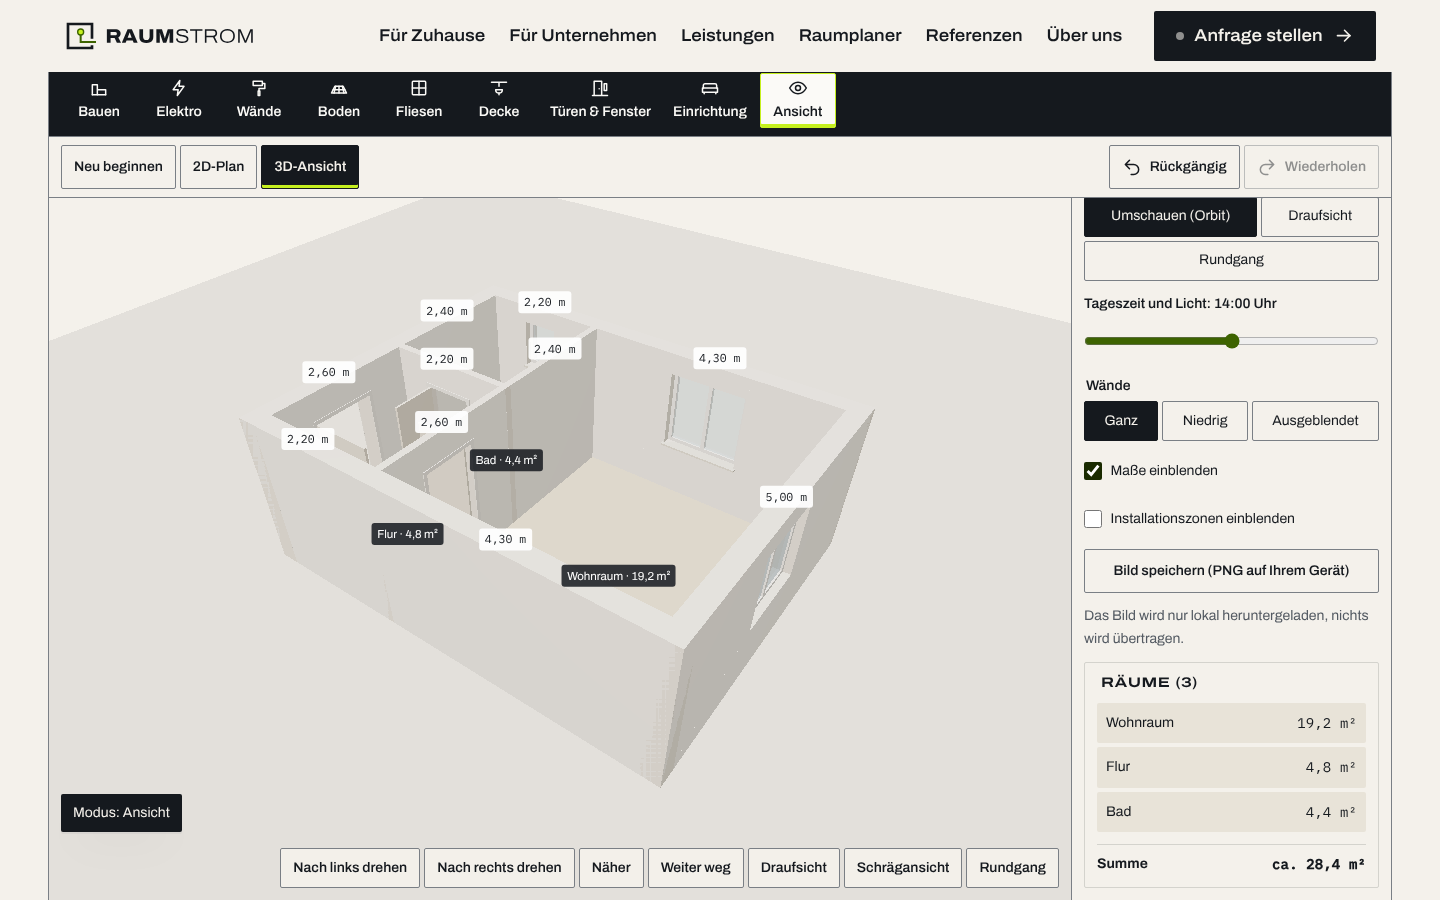 RAUMSTROM
Für Zuhause
Für Unternehmen
Leistungen
Raumplaner
Referenzen
Über uns
Anfrage stellen
Bauen
Elektro
Wände
Boden
Fliesen
Decke
Türen & Fenster
Einrichtung
Ansicht
Neu beginnen
2D-Plan
3D-Ansicht
Rückgängig
Wiederholen
2,40 m
2,20 m
2,20 m
2,40 m
4,30 m
2,60 m
2,60 m
2,20 m
Bad · 4,4 m²
5,00 m
Flur · 4,8 m²
4,30 m
Wohnraum · 19,2 m²
Modus: Ansicht
Nach links drehen
Nach rechts drehen
Näher
Weiter weg
Draufsicht
Schrägansicht
Rundgang
Umschauen (Orbit)
Draufsicht
Rundgang
Tageszeit und Licht: 14:00 Uhr
Wände
Ganz
Niedrig
Ausgeblendet
Maße einblenden
Installationszonen einblenden
Bild speichern (PNG auf Ihrem Gerät)
Das Bild wird nur lokal heruntergeladen, nichts
wird übertragen.
RÄUME (3)
Wohnraum 19,2 m²
Flur 4,8 m²
Bad 4,4 m²
Summe ca. 28,4 m²